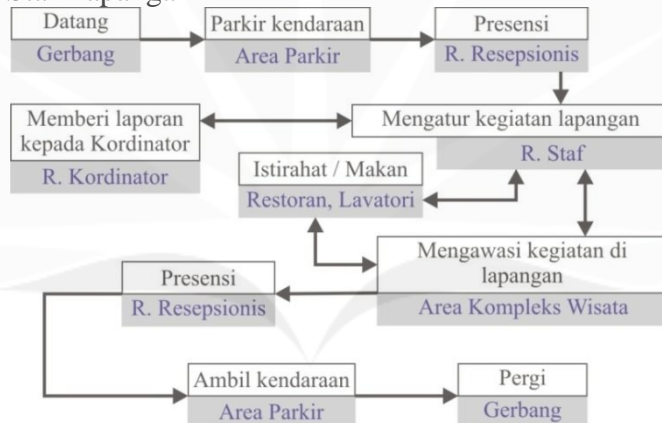 Datang
Gerbang
Parkir kendaraan
Area Parkir
Presensi
R. Resepsionis
Memberi laporan
kepada Kordinator
R. Kordinator
Mengatur kegiatan lapangan
R. Staf
Istirahat / Makan
Restoran, Lavatori
Mengawasi kegiatan di
lapangan
Area Kompleks Wisata
Presensi
R. Resepsionis
Ambil kendaraan
Area Parkir
Pergi
Gerbang